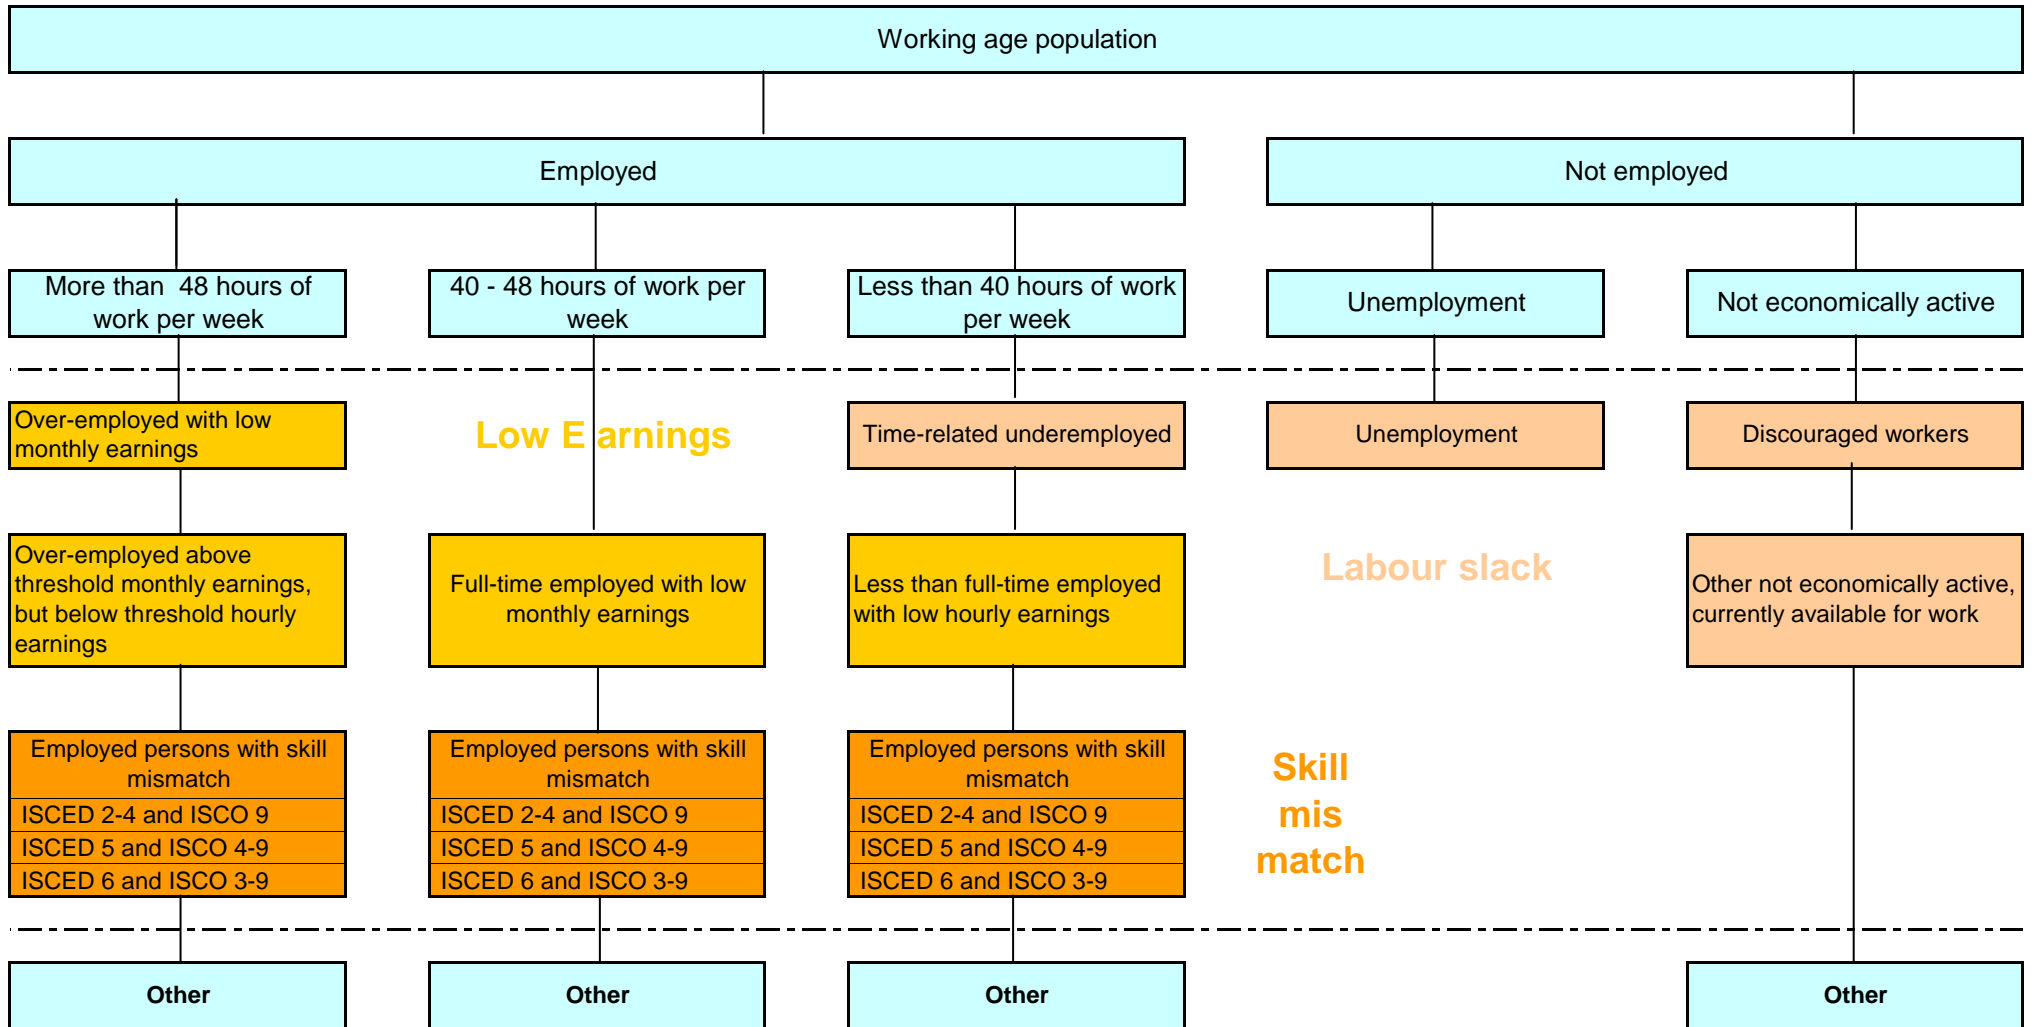 Working age population
Employed
Not employed
More than 48 hours of
work per week
40 - 48 hours of work per
week
Less than 40 hours of work
per week
Unemployment
Not economically active
Over-employed with low
monthly earnings
Low E arnings
Time-related underemployed
Unemployment
Discouraged workers
Over-employed above
threshold monthly earnings,
but below threshold hourly
earnings
Full-time employed with low
monthly earnings
Less than full-time employed
with low hourly earnings
Labour slack
Other not economically active,
currently available for work
Employed persons with skill
mismatch
ISCED 2-4 and ISCO 9
ISCED 5 and ISCO 4-9
ISCED 6 and ISCO 3-9
Employed persons with skill
mismatch
ISCED 2-4 and ISCO 9
ISCED 5 and ISCO 4-9
ISCED 6 and ISCO 3-9
Employed persons with skill
mismatch
ISCED 2-4 and ISCO 9
ISCED 5 and ISCO 4-9
ISCED 6 and ISCO 3-9
Skill
mis
match
Other
Other
Other
Other